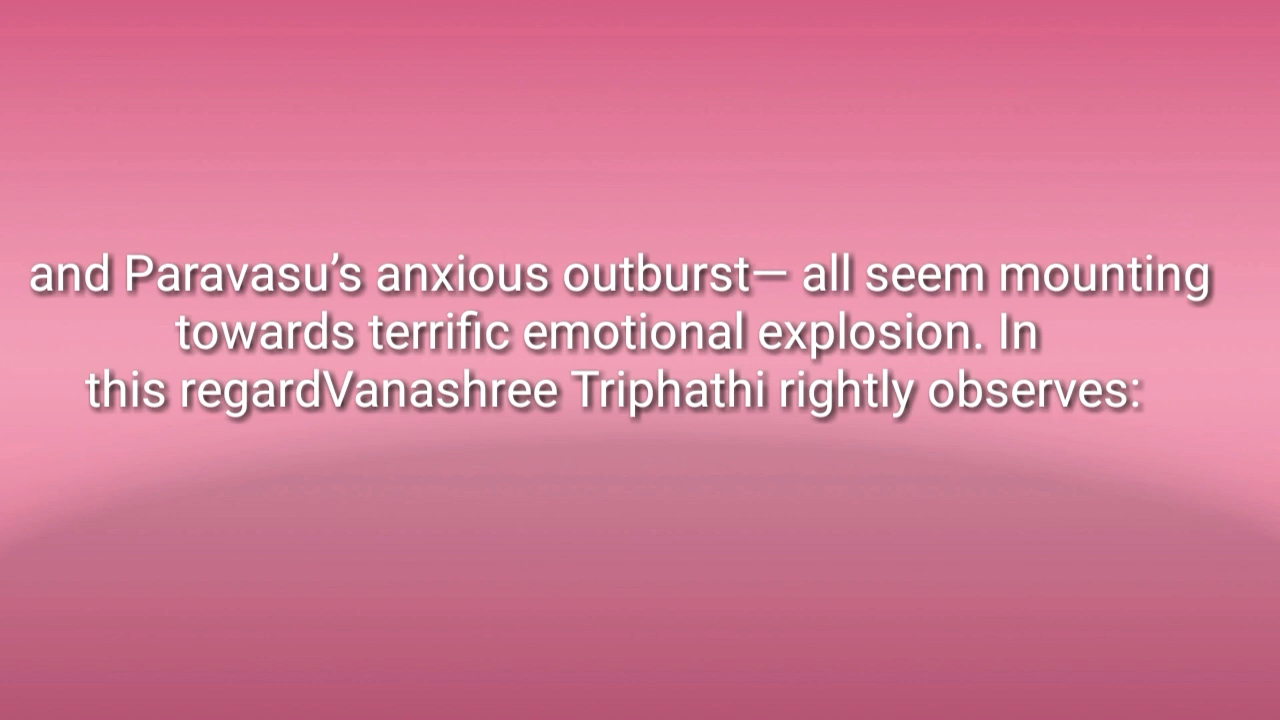 and Paravasu’s anxious outburst— all seem mounting
towards terrific emotional explosion. In
this regardVanashree Triphathi rightly observes: